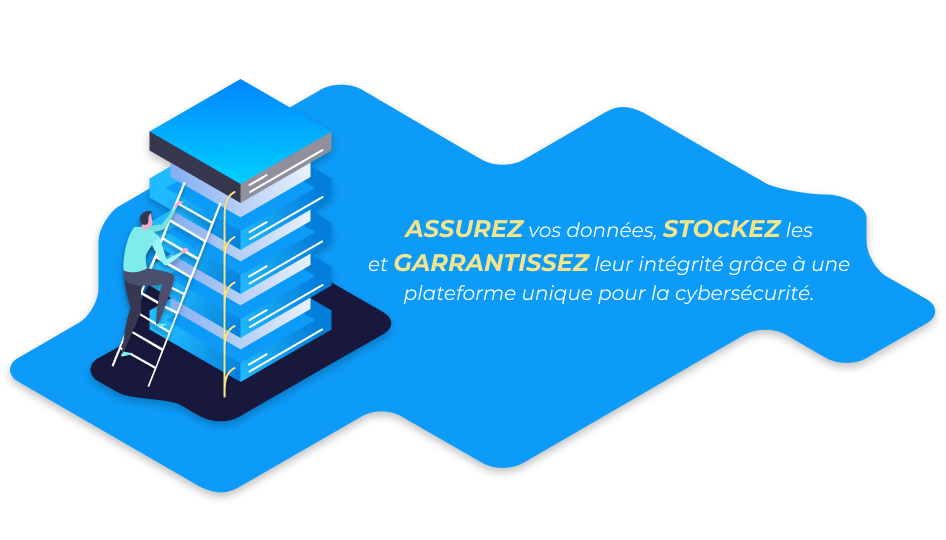 ASSUREZ vos données, STOCKEZ les
et GARRANTISSEZ leur intégrité grâce à une
plateforme unique pour la cybersécurité.